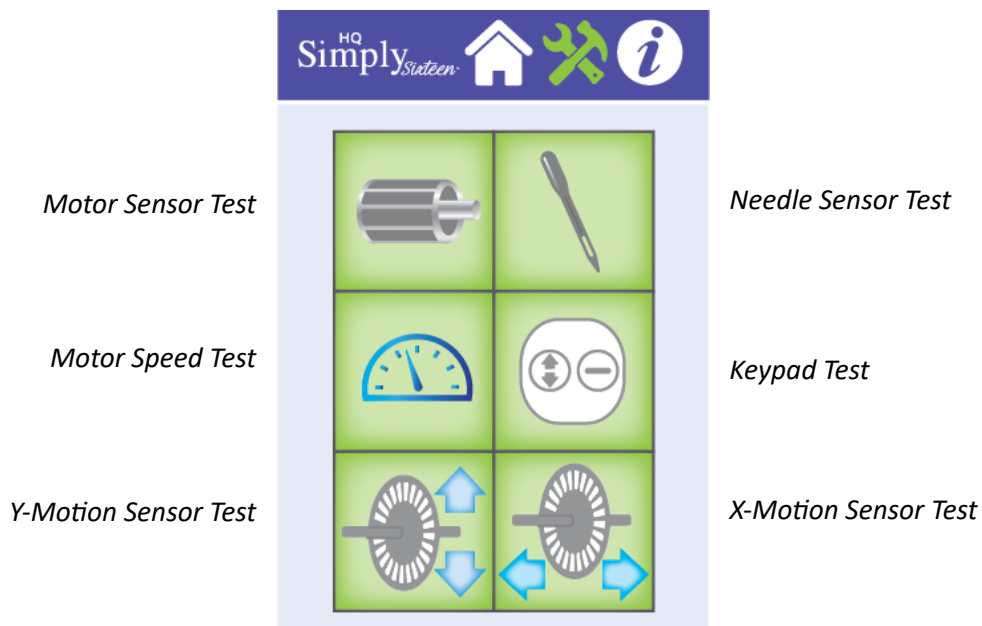 HQ
Simply Sixteen
i
Motor Sensor Test
Needle Sensor Test
Motor Speed Test
Keypad Test
Y-Motion Sensor Test
X-Motion Sensor Test